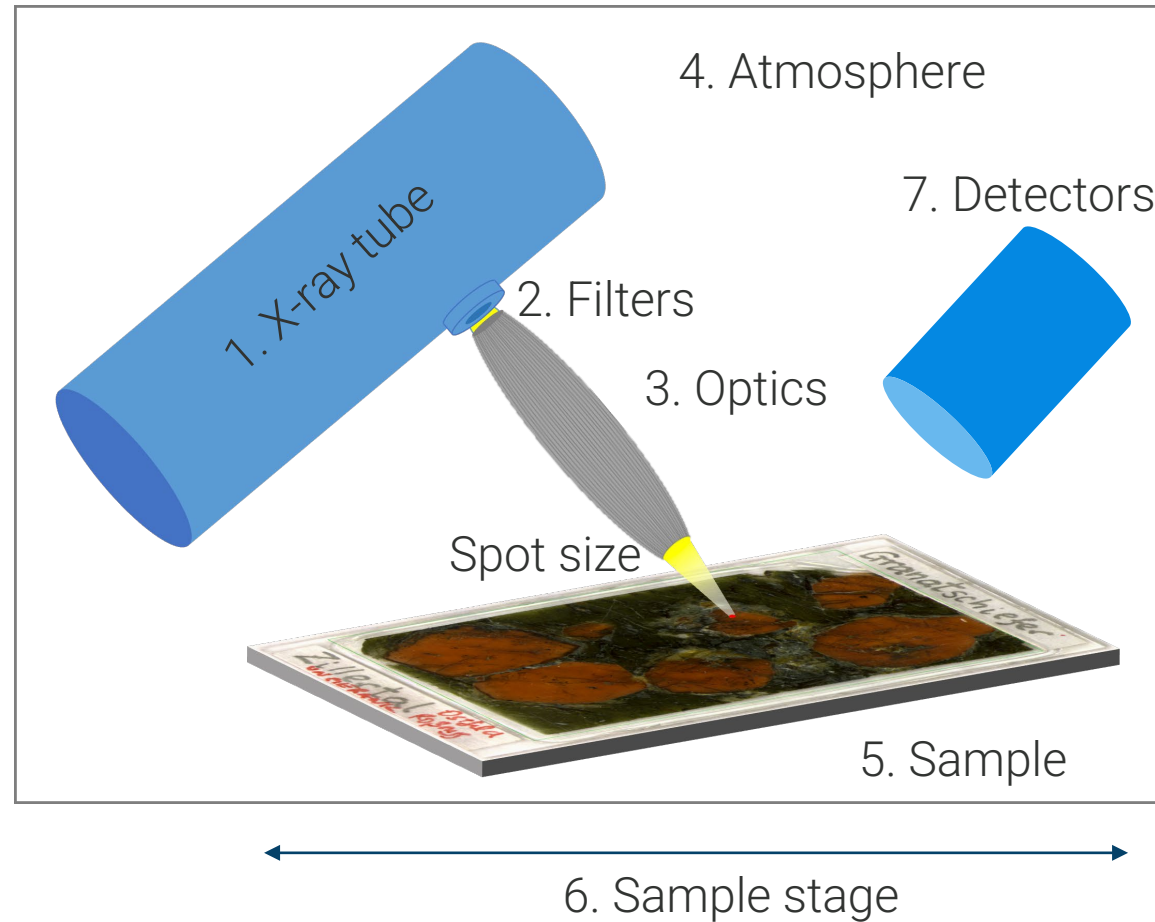 4. Atmosphere
7. Detectors
1. X-ray tube
2. Filters
3. Optics
Spot size
Granatschiefer
Zillertal
5. Sample
6. Sample stage